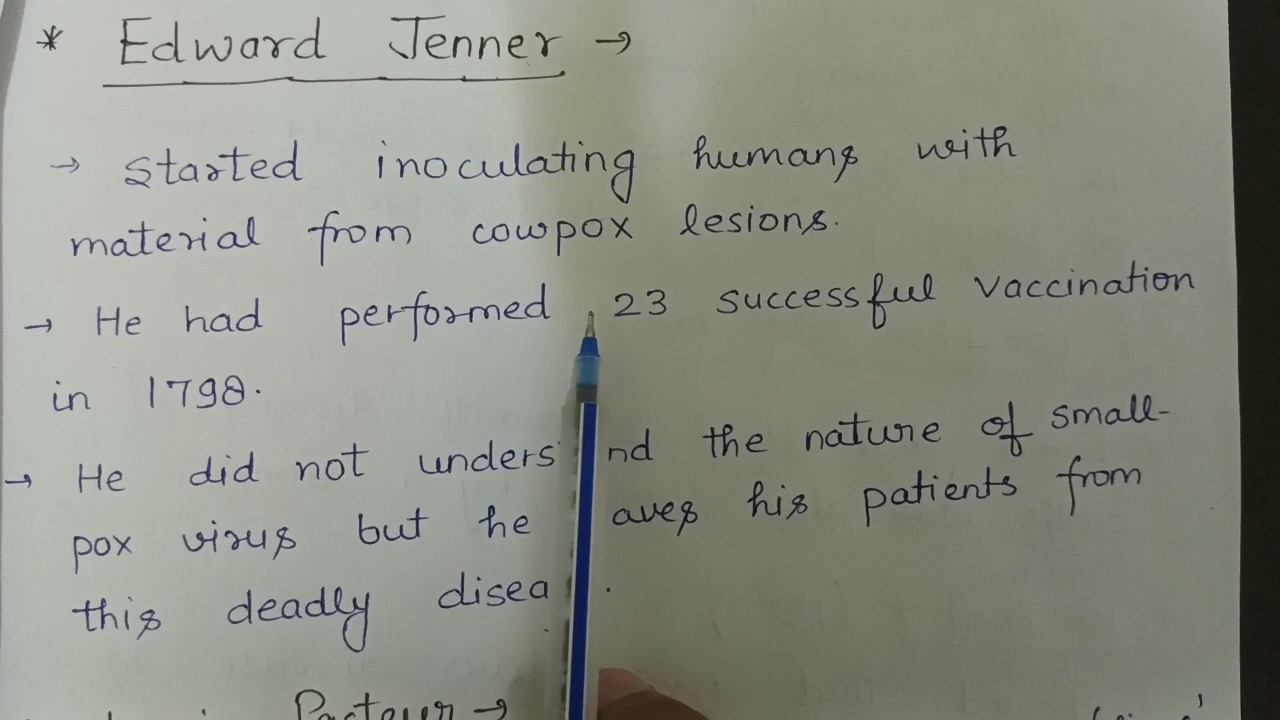 * Edward Jenner →
→ Started inoculating humans with
material from cowpox lesions.
→ He had performed 23 successful vaccination
in 1798.
→ He did not unders nd the nature of small-
pox virus but he aves his patients from
this deadly disea .
Pasteur →